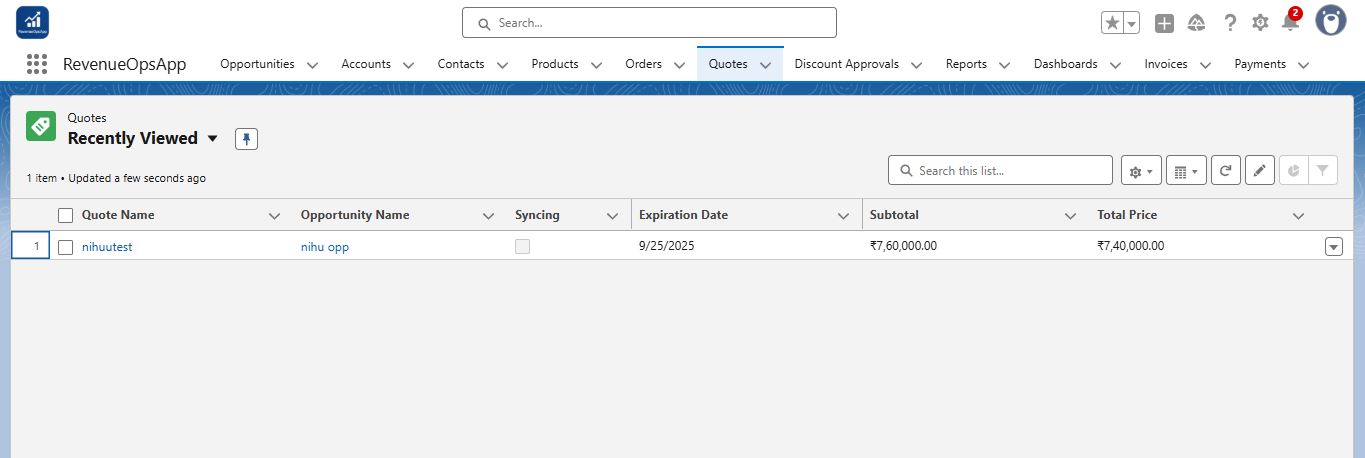 RevenueOpsApp
Search...
2
RevenueOpsApp Opportunities Accounts Contacts Products Orders Quotes Discount Approvals Reports Dashboards Invoices Payments
Quotes
Recently Viewed
1 item • Updated a few seconds ago
Search this list...
Quote Name Opportunity Name Syncing Expiration Date Subtotal Total Price
1 nihuutest nihu opp 9/25/2025 ₹7,60,000.00 ₹7,40,000.00